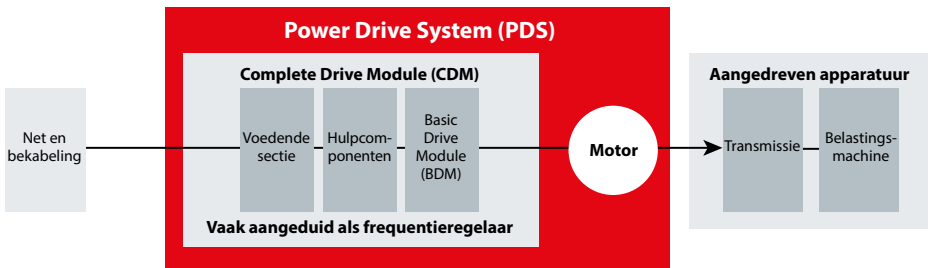 Power Drive System (PDS)
Complete Drive Module (CDM)
Aangedreven apparatuur
Net en
bekabeling
Voedende
sectie
Hulpcom-
ponenten
Basic
Drive
Module
(BDM)
Motor
Transmissie
Belastings-
machine
Vaak aangeduid als frequentieregelaar